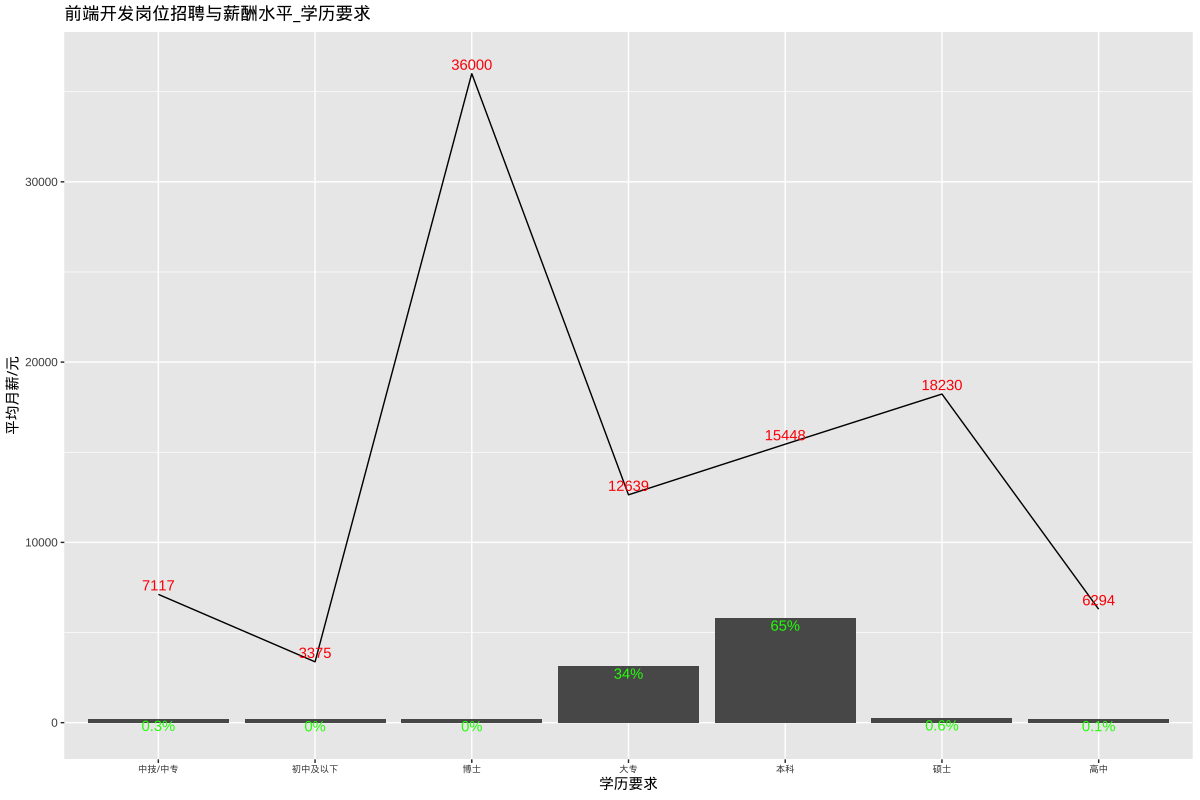 前端开发岗位招聘与薪酬水平_学历要求
36000
30000
20000
18230
15448
12639
10000
7117
6294
3375
65%
34%
0
0.3%
0%
0%
0.6%
0.1%
平均月薪/元
中技/中专
初中及以下
博士
大专
本科
硕士
高中
学历要求